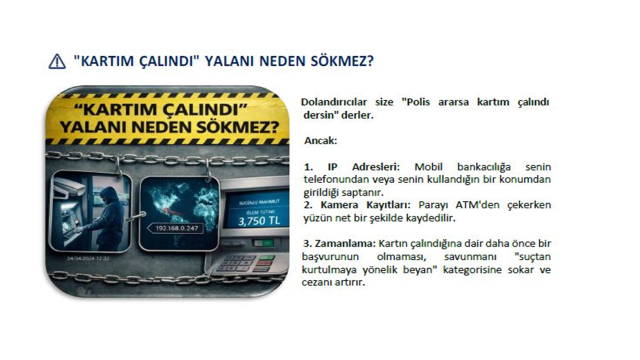 ⚠ "KARTIM ÇALINDI" YALANI NEDEN SÖKMEZ?
"KARTIM ÇALINDI"
YALANI NEDEN SÖKMEZ?
192.168.0.247
3,750 TL
Dolandırıcılar size "Polis ararsa kartım çalındı
dersin" derler.
Ancak:
1. IP Adresleri: Mobil bankacılığa senin
telefonundan veya senin kullandığın bir konumdan
girildiği saptanır.
2. Kamera Kayıtları: Parayı ATM'den çekerken
yüzün net bir şekilde kaydedilir.
3. Zamanlama: Kartın çalındığına dair daha önce bir
başvurunun olmaması, savunmanı "suçtan
kurtulmaya yönelik beyan" kategorisine sokar ve
cezanı artırır.